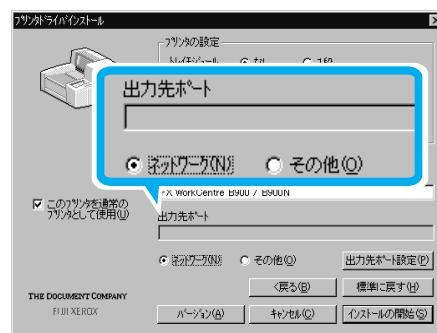 プリンタドライバインストール
プリンタの設定
出力先ポート
ネットワーク(N) その他(O)
FX WorkCentre B900 / B900N
このプリンタを通常の
プリンタとして使用(U)
出力先ポート
ネットワーク(N) その他(O) 出力先ポート設定(P)
<戻る(B) 標準に戻す(H)
THE DOCUMENT COMPANY
FUJI XEROX
バージョン(A) キャンセル(C) インストールの開始(S)